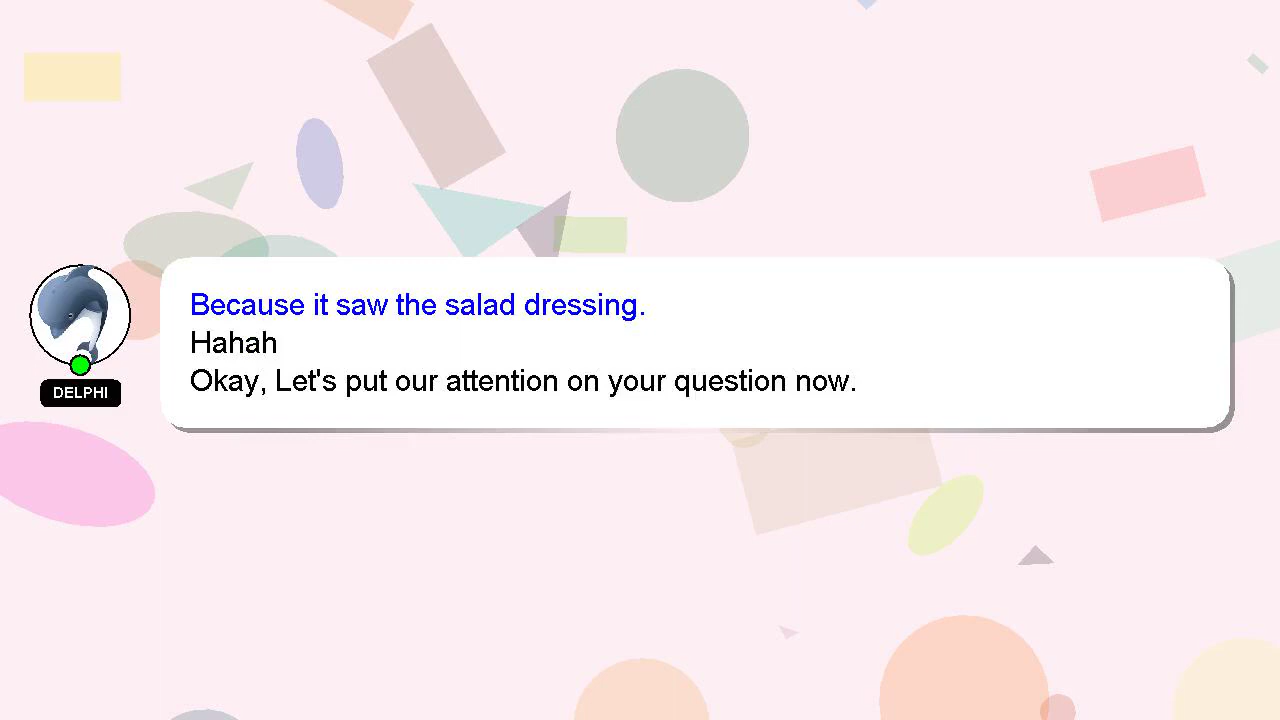 Because it saw the salad dressing.
Hahah
Okay, Let's put our attention on your question now.
DELPHI